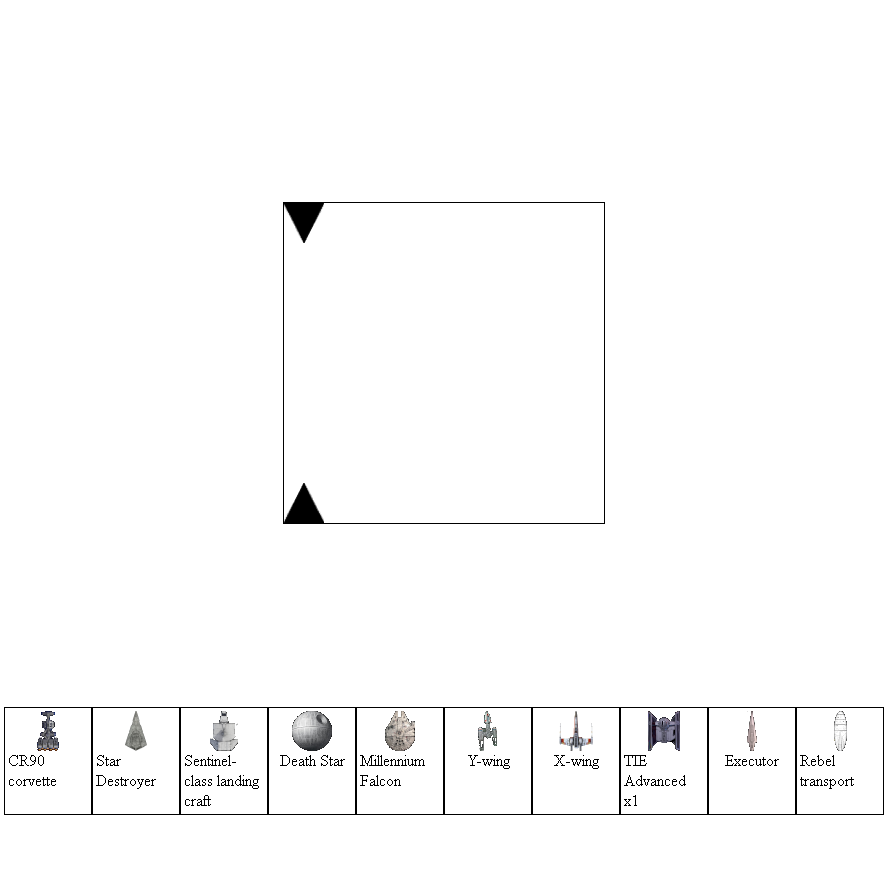 CR90
corvette
Star
Destroyer
Sentinel-
class landing
craft
Death Star
Millennium
Falcon
Y-wing
X-wing
TIE
Advanced
x1
Executor
Rebel
transport